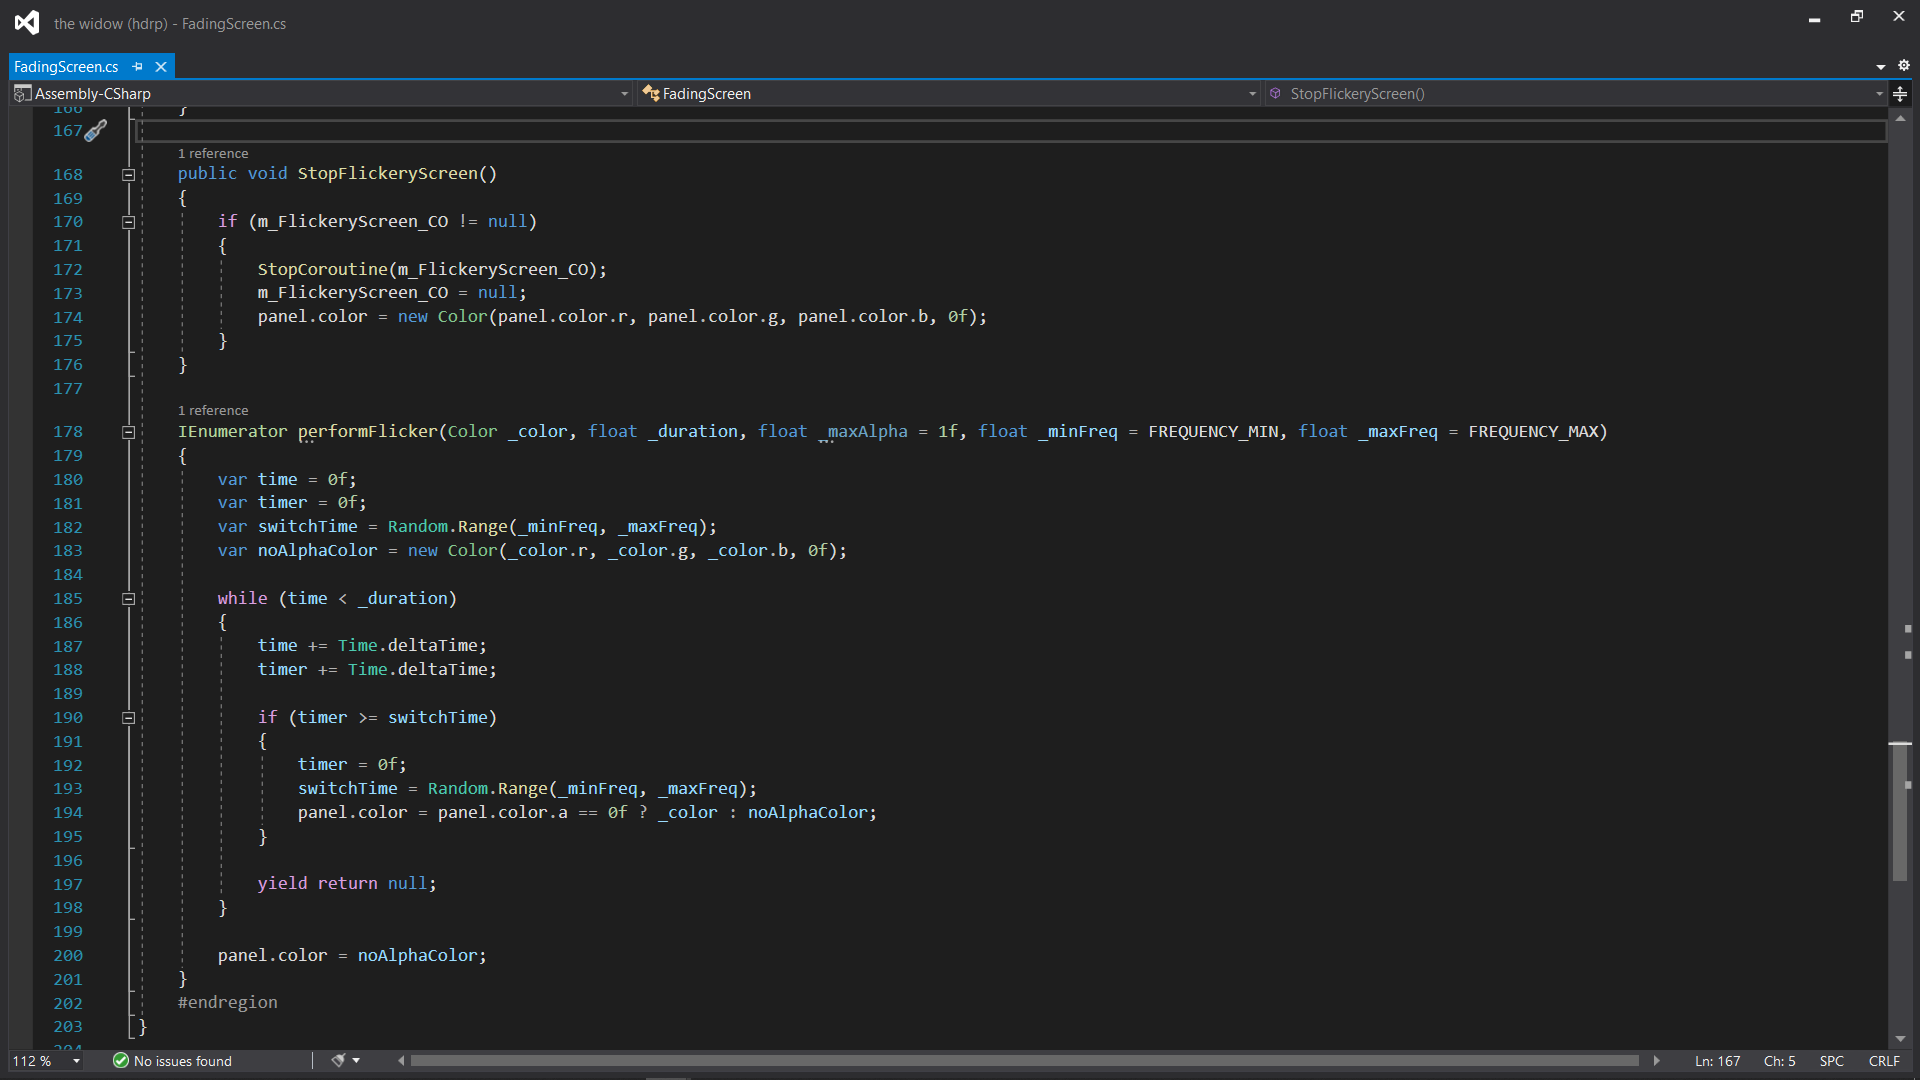 the widow (hdrp) - FadingScreen.cs
FadingScreen.cs
Assembly-CSharp FadingScreen StopFlickeryScreen()
166 }
167
1 reference
168 public void StopFlickeryScreen()
169 {
170 if (m_FlickeryScreen_CO != null)
171 {
172 StopCoroutine(m_FlickeryScreen_CO);
173 m_FlickeryScreen_CO = null;
174 panel.color = new Color(panel.color.r, panel.color.g, panel.color.b, 0f);
175 }
176 }
177
1 reference
178 IEnumerator performFlicker(Color _color, float _duration, float _maxAlpha = 1f, float _minFreq = FREQUENCY_MIN, float _maxFreq = FREQUENCY_MAX)
179 {
180 var time = 0f;
181 var timer = 0f;
182 var switchTime = Random.Range(_minFreq, _maxFreq);
183 var noAlphaColor = new Color(_color.r, _color.g, _color.b, 0f);
184
185 while (time < _duration)
186 {
187 time += Time.deltaTime;
188 timer += Time.deltaTime;
189
190 if (timer >= switchTime)
191 {
192 timer = 0f;
193 switchTime = Random.Range(_minFreq, _maxFreq);
194 panel.color = panel.color.a == 0f ? _color : noAlphaColor;
195 }
196
197 yield return null;
198 }
199
200 panel.color = noAlphaColor;
201 }
202 #endregion
203 }
204
112 % No issues found Ln: 167 Ch: 5 SPC CRLF